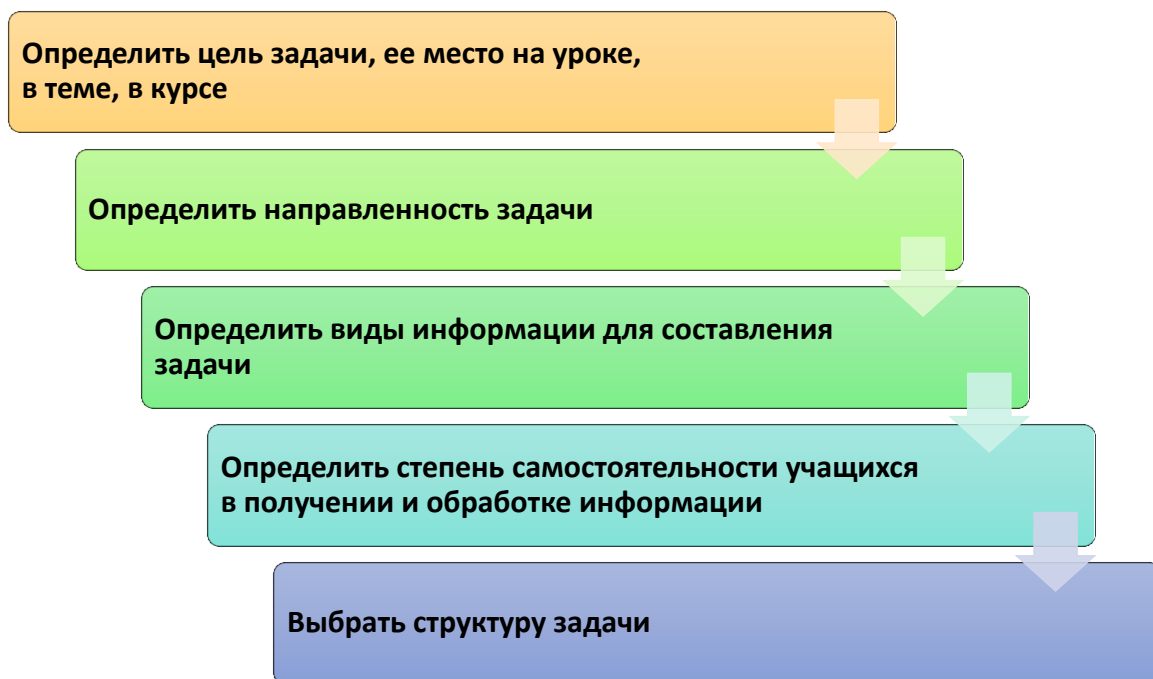 Определить цель задачи, ее место на уроке,
в теме, в курсе
Определить направленность задачи
Определить виды информации для составления
задачи
Определить степень самостоятельности учащихся
в получении и обработке информации
Выбрать структуру задачи